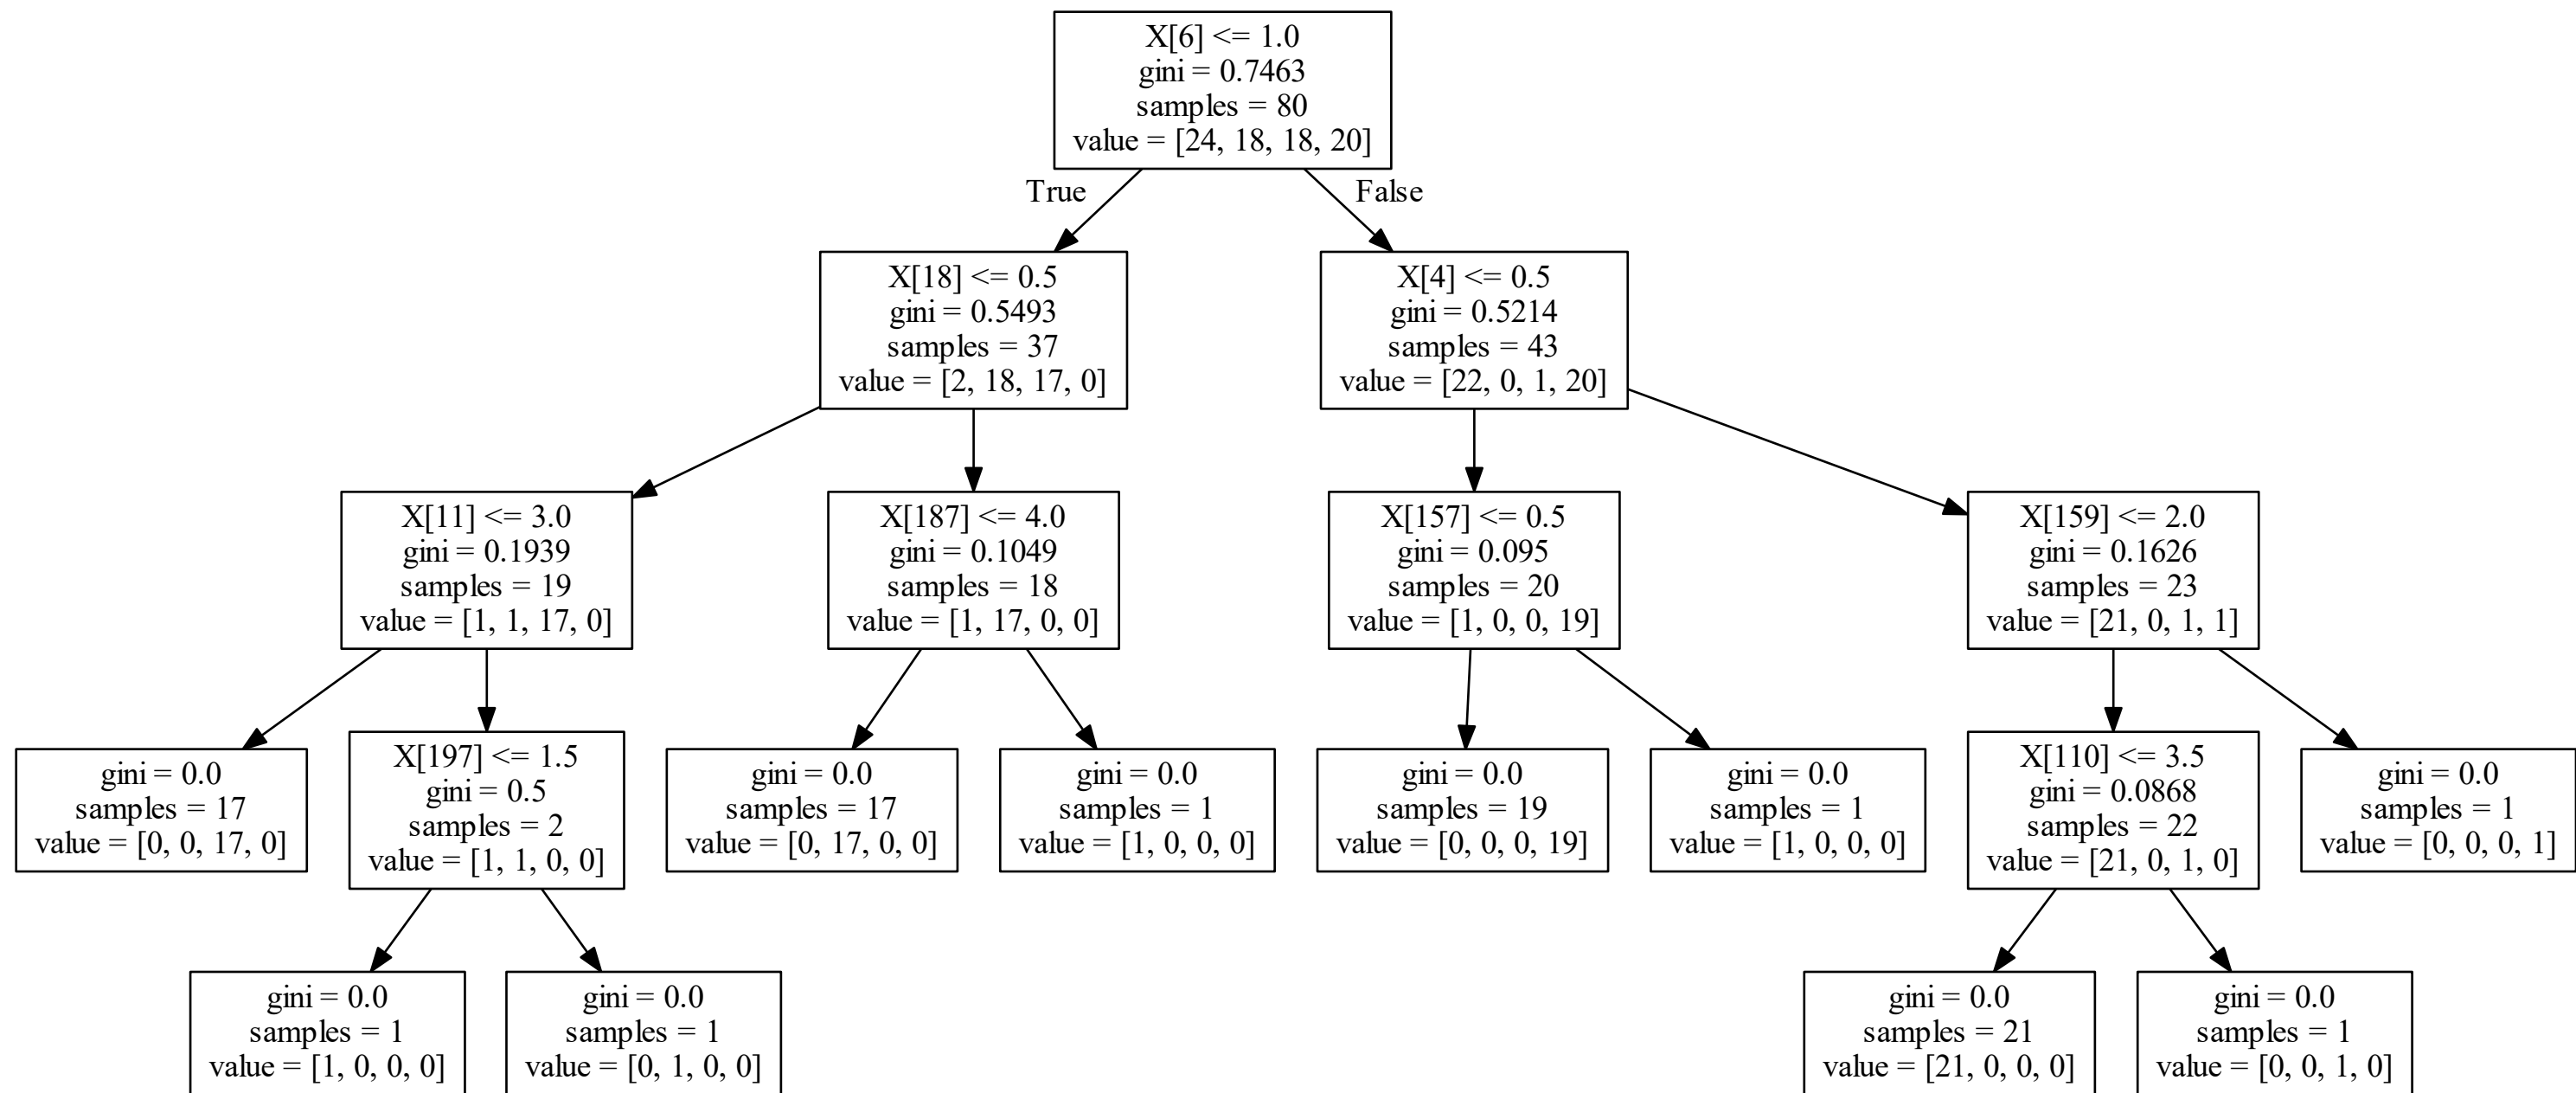 X[6] <= 1.0
gini = 0.7463
samples = 80
value = [24, 18, 18, 20]
True
False
X[18] <= 0.5
gini = 0.5493
samples = 37
value = [2, 18, 17, 0]
X[4] <= 0.5
gini = 0.5214
samples = 43
value = [22, 0, 1, 20]
X[11] <= 3.0
gini = 0.1939
samples = 19
value = [1, 1, 17, 0]
X[187] <= 4.0
gini = 0.1049
samples = 18
value = [1, 17, 0, 0]
X[157] <= 0.5
gini = 0.095
samples = 20
value = [1, 0, 0, 19]
X[159] <= 2.0
gini = 0.1626
samples = 23
value = [21, 0, 1, 1]
gini = 0.0
samples = 17
value = [0, 0, 17, 0]
X[197] <= 1.5
gini = 0.5
samples = 2
value = [1, 1, 0, 0]
gini = 0.0
samples = 17
value = [0, 17, 0, 0]
gini = 0.0
samples = 1
value = [1, 0, 0, 0]
gini = 0.0
samples = 19
value = [0, 0, 0, 19]
gini = 0.0
samples = 1
value = [1, 0, 0, 0]
X[110] <= 3.5
gini = 0.0868
samples = 22
value = [21, 0, 1, 0]
gini = 0.0
samples = 1
value = [0, 0, 0, 1]
gini = 0.0
samples = 1
value = [1, 0, 0, 0]
gini = 0.0
samples = 1
value = [0, 1, 0, 0]
gini = 0.0
samples = 21
value = [21, 0, 0, 0]
gini = 0.0
samples = 1
value = [0, 0, 1, 0]